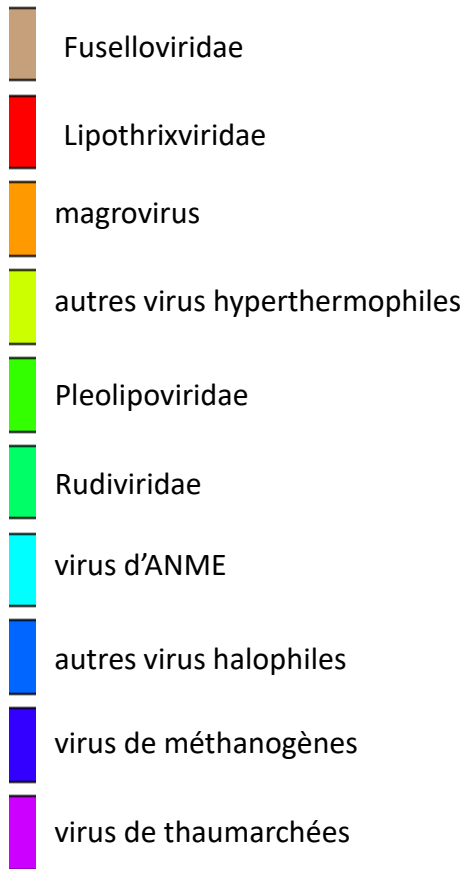 Fuselloviridae
Lipothrixviridae
magrovirus
autres virus hyperthermophiles
Pleolipoviridae
Rudiviridae
virus d’ANME
autres virus halophiles
virus de méthanogènes
virus de thaumarchées